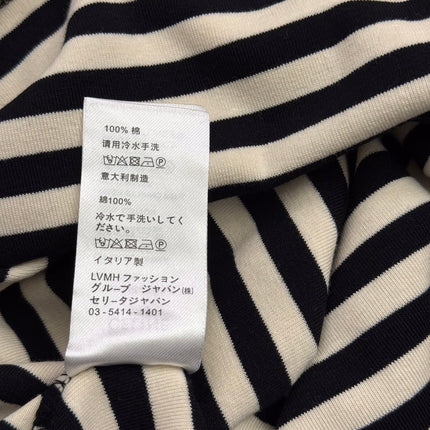 100% 棉
请用冷水手洗
意大利制造
綿100%
冷水で手洗いしてく
ださい。
イタリア製
LVMH ファッション
グループ ジャパン㈱
セリーヌジャパン
03-5414-1401